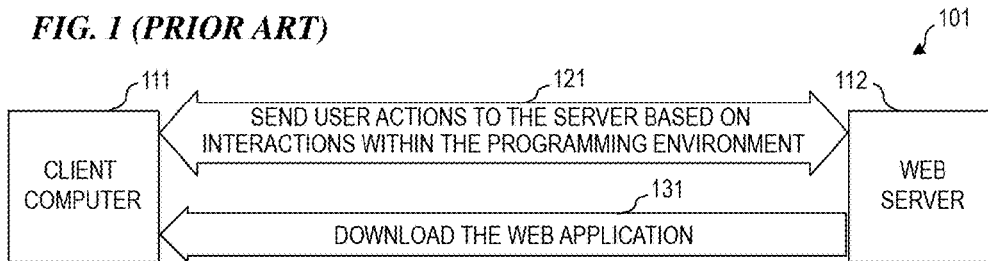 FIG. 1 (PRIOR ART)
101
111
121
112
SEND USER ACTIONS TO THE SERVER BASED ON
INTERACTIONS WITHIN THE PROGRAMMING ENVIRONMENT
CLIENT
COMPUTER
WEB
SERVER
131
DOWNLOAD THE WEB APPLICATION